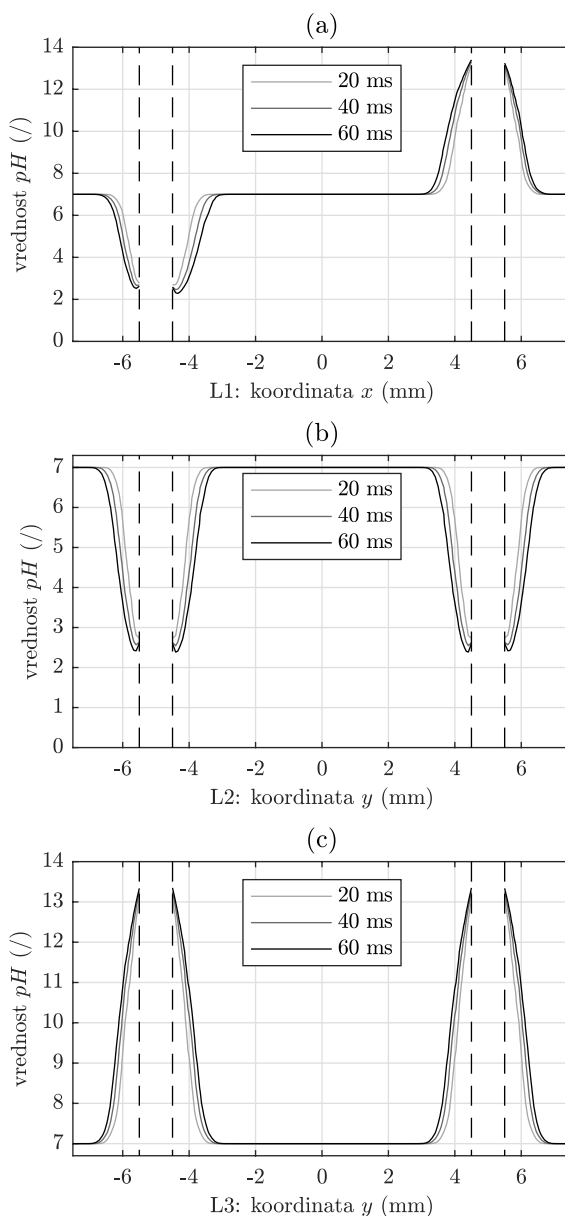 (a)
14
12
10
8
6
4
2
0
vrednost pH (/)
20 ms
40 ms
60 ms
-6 -4 -2 0 2 4 6
L1: koordinata x (mm)
(b)
7
6
5
4
3
2
1
0
vrednost pH (/)
20 ms
40 ms
60 ms
-6 -4 -2 0 2 4 6
L2: koordinata y (mm)
(c)
14
13
12
11
10
9
8
7
vrednost pH (/)
20 ms
40 ms
60 ms
-6 -4 -2 0 2 4 6
L3: koordinata y (mm)